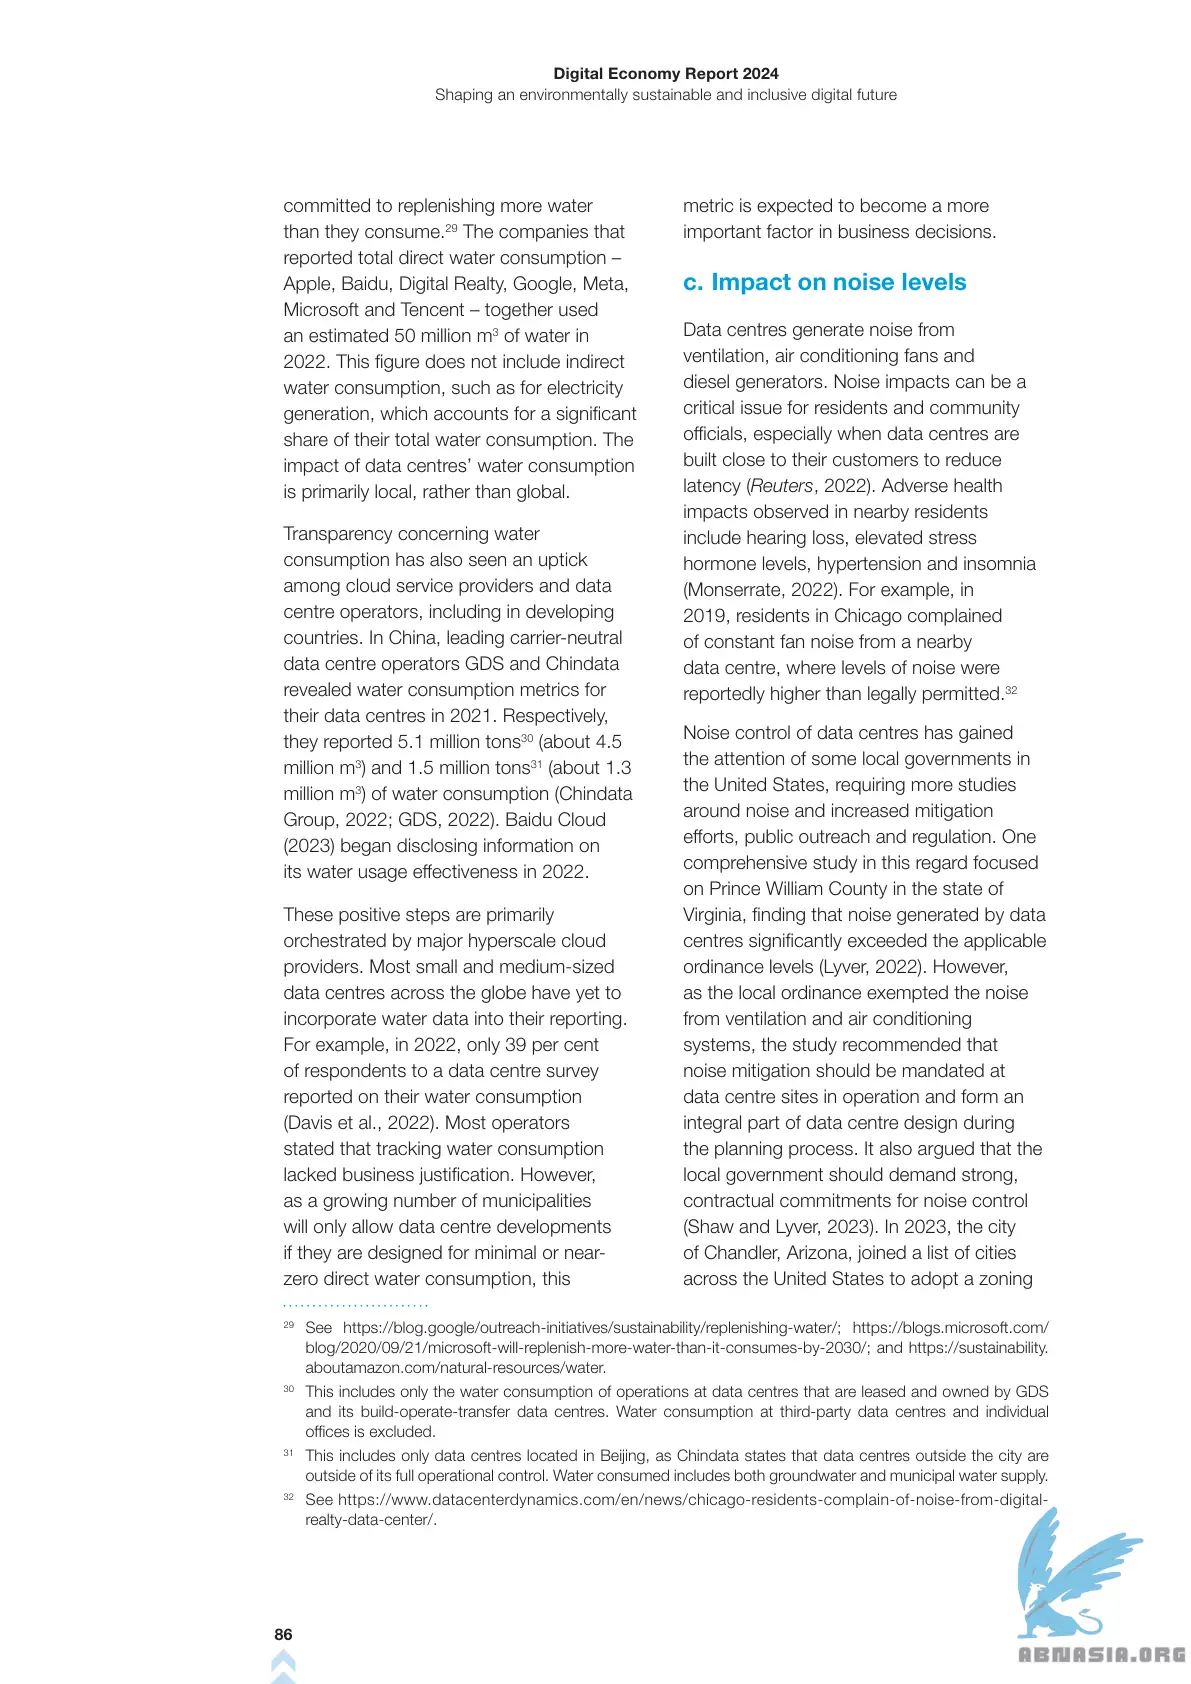 Digital Economy Report 2024
Shaping an environmentally sustainable and inclusive digital future
committed to replenishing more water
than they consume.²⁹ The companies that
reported total direct water consumption –
Apple, Baidu, Digital Realty, Google, Meta,
Microsoft and Tencent – together used
an estimated 50 million m³ of water in
2022. This figure does not include indirect
water consumption, such as for electricity
generation, which accounts for a significant
share of their total water consumption. The
impact of data centres’ water consumption
is primarily local, rather than global.
Transparency concerning water
consumption has also seen an uptick
among cloud service providers and data
centre operators, including in developing
countries. In China, leading carrier-neutral
data centre operators GDS and Chindata
revealed water consumption metrics for
their data centres in 2021. Respectively,
they reported 5.1 million tons³⁰ (about 4.5
million m³) and 1.5 million tons³¹ (about 1.3
million m³) of water consumption (Chindata
Group, 2022; GDS, 2022). Baidu Cloud
(2023) began disclosing information on
its water usage effectiveness in 2022.
These positive steps are primarily
orchestrated by major hyperscale cloud
providers. Most small and medium-sized
data centres across the globe have yet to
incorporate water data into their reporting.
For example, in 2022, only 39 per cent
of respondents to a data centre survey
reported on their water consumption
(Davis et al., 2022). Most operators
stated that tracking water consumption
lacked business justification. However,
as a growing number of municipalities
will only allow data centre developments
if they are designed for minimal or near-
zero direct water consumption, this
metric is expected to become a more
important factor in business decisions.
c. Impact on noise levels
Data centres generate noise from
ventilation, air conditioning fans and
diesel generators. Noise impacts can be a
critical issue for residents and community
officials, especially when data centres are
built close to their customers to reduce
latency (Reuters, 2022). Adverse health
impacts observed in nearby residents
include hearing loss, elevated stress
hormone levels, hypertension and insomnia
(Monserrate, 2022). For example, in
2019, residents in Chicago complained
of constant fan noise from a nearby
data centre, where levels of noise were
reportedly higher than legally permitted.³²
Noise control of data centres has gained
the attention of some local governments in
the United States, requiring more studies
around noise and increased mitigation
efforts, public outreach and regulation. One
comprehensive study in this regard focused
on Prince William County in the state of
Virginia, finding that noise generated by data
centres significantly exceeded the applicable
ordinance levels (Lyver, 2022). However,
as the local ordinance exempted the noise
from ventilation and air conditioning
systems, the study recommended that
noise mitigation should be mandated at
data centre sites in operation and form an
integral part of data centre design during
the planning process. It also argued that the
local government should demand strong,
contractual commitments for noise control
(Shaw and Lyver, 2023). In 2023, the city
of Chandler, Arizona, joined a list of cities
across the United States to adopt a zoning
²⁹ See https://blog.google/outreach-initiatives/sustainability/replenishing-water/; https://blogs.microsoft.com/
blog/2020/09/21/microsoft-will-replenish-more-water-than-it-consumes-by-2030/; and https://sustainability.
aboutamazon.com/natural-resources/water.
³⁰ This includes only the water consumption of operations at data centres that are leased and owned by GDS
and its build-operate-transfer data centres. Water consumption at third-party data centres and individual
offices is excluded.
³¹ This includes only data centres located in Beijing, as Chindata states that data centres outside the city are
outside of its full operational control. Water consumed includes both groundwater and municipal water supply.
³² See https://www.datacenterdynamics.com/en/news/chicago-residents-complain-of-noise-from-digital-
realty-data-center/.
86
ABNASIA.ORG